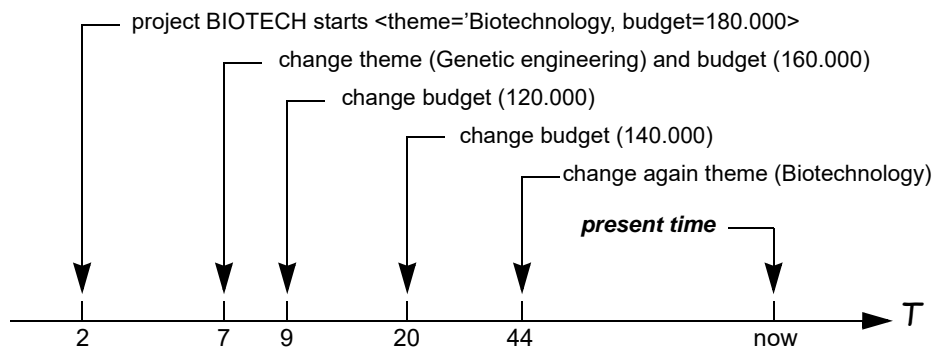 project BIOTECH starts <theme='Biotechnology, budget=180.000>
change theme (Genetic engineering) and budget (160.000)
change budget (120.000)
change budget (140.000)
change again theme (Biotechnology)
present time
T
2 7 9 20 44 now